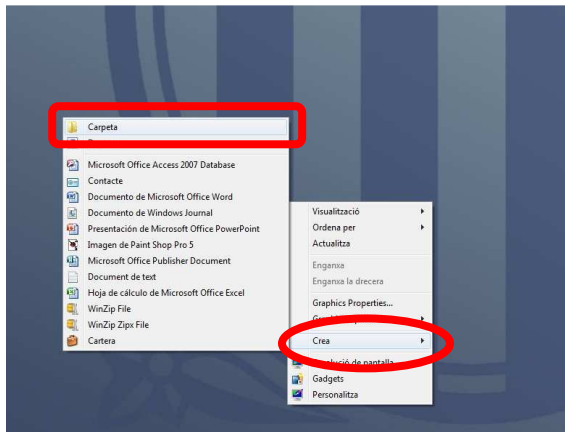 Carpeta
Microsoft Office Access 2007 Database
Contacte
Documento de Microsoft Office Word
Documento de Windows Journal
Presentación de Microsoft Office PowerPoint
Imagen de Paint Shop Pro 5
Microsoft Office Publisher Document
Document de text
Hoja de cálculo de Microsoft Office Excel
WinZip File
WinZip Zipx File
Cartera
Visualització
Ordena per
Actualitza
Enganxa
Enganxa la drecera
Graphics Properties...
Crea
de pantalla
Gadgets
Personalitza